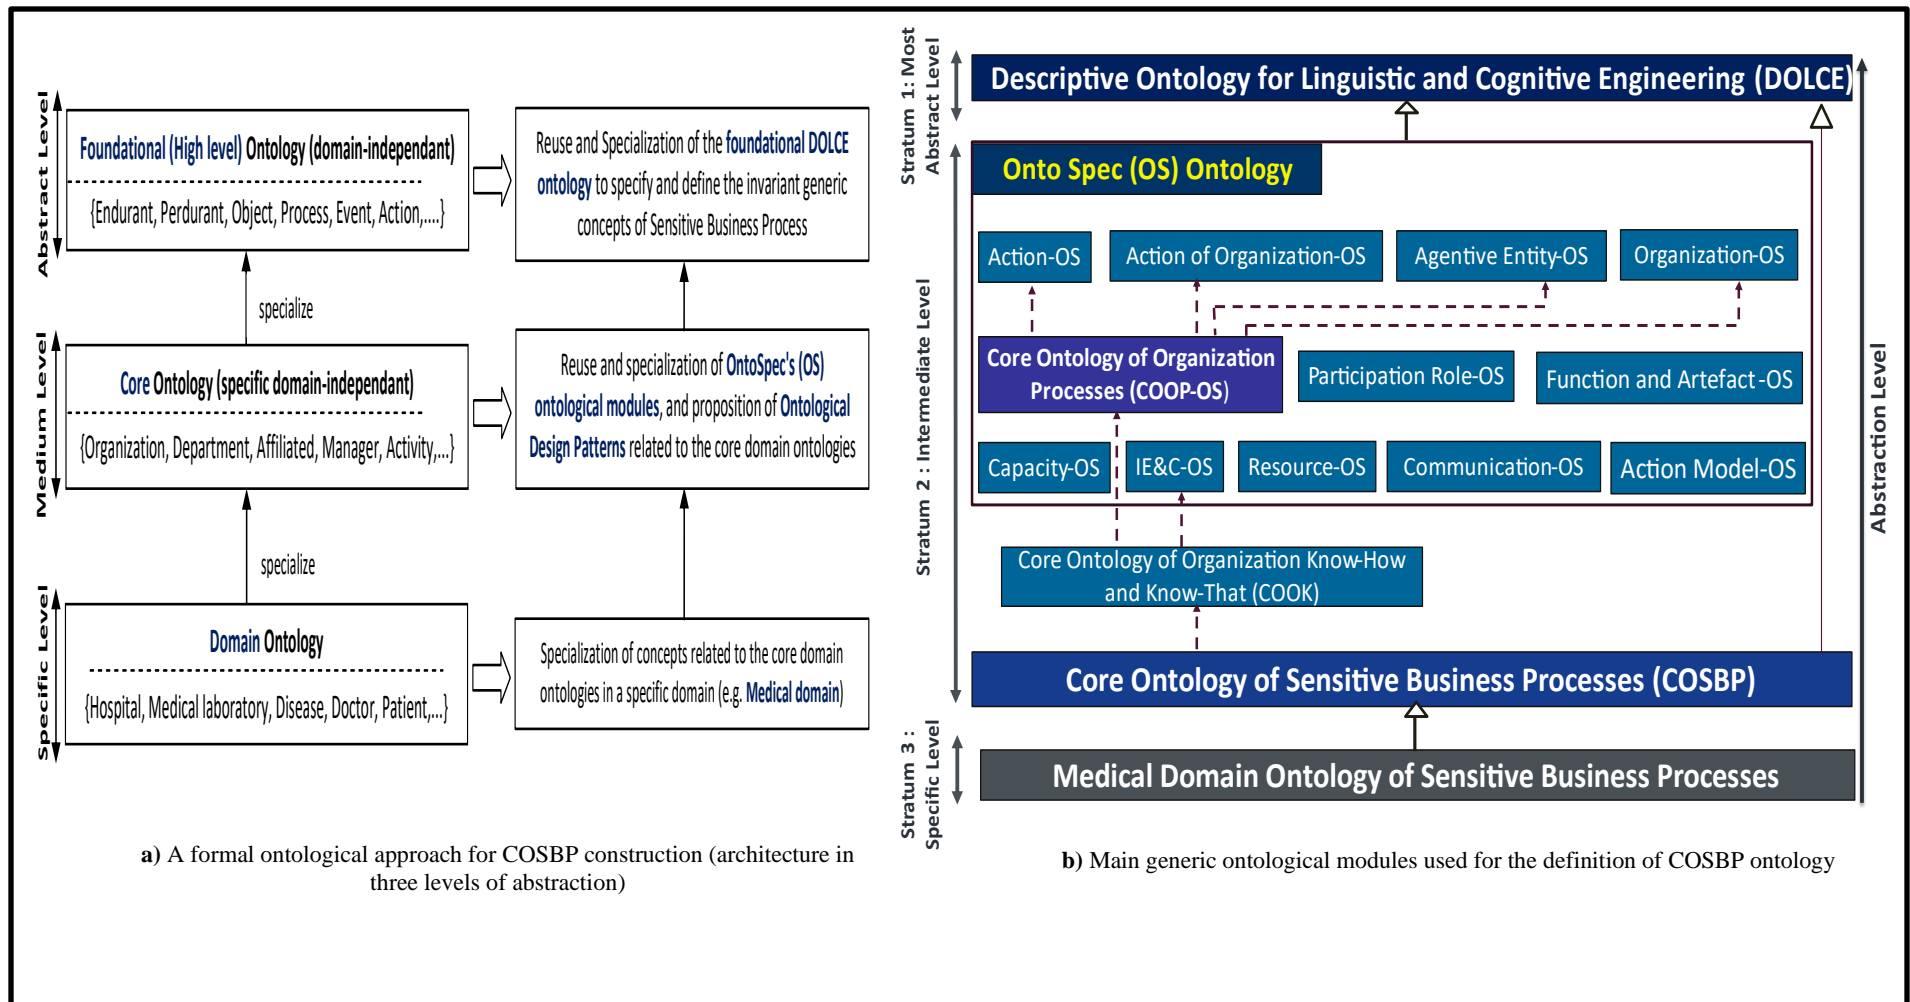 Abstract Level
Foundational (High level) Ontology (domain-independant)
{Endurant, Perdurant, Object, Process, Event, Action,....}
Reuse and Specialization of the foundational DOLCE
ontology to specify and define the invariant generic
concepts of Sensitive Business Process
specialize
Medium Level
Core Ontology (specific domain-independant)
{Organization, Department, Affiliated, Manager, Activity,...}
Reuse and specialization of OntoSpec's (OS)
ontological modules, and proposition of Ontological
Design Patterns related to the core domain ontologies
specialize
Specific Level
Domain Ontology
{Hospital, Medical laboratory, Disease, Doctor, Patient,...}
Specialization of concepts related to the core domain
ontologies in a specific domain (e.g. Medical domain)
a) A formal ontological approach for COSBP construction (architecture in
three levels of abstraction)
Stratum 1: Most
Abstract Level
Descriptive Ontology for Linguistic and Cognitive Engineering (DOLCE)
Stratum 2 : Intermediate Level
Onto Spec (OS) Ontology
Action-OS
Action of Organization-OS
Agentive Entity-OS
Organization-OS
Core Ontology of Organization
Processes (COOP-OS)
Participation Role-OS
Function and Artefact -OS
Capacity-OS
IE&C-OS
Resource-OS
Communication-OS
Action Model-OS
Core Ontology of Organization Know-How
and Know-That (COOK)
Core Ontology of Sensitive Business Processes (COSBP)
Stratum 3 :
Specific Level
Medical Domain Ontology of Sensitive Business Processes
Abstraction Level
b) Main generic ontological modules used for the definition of COSBP ontology